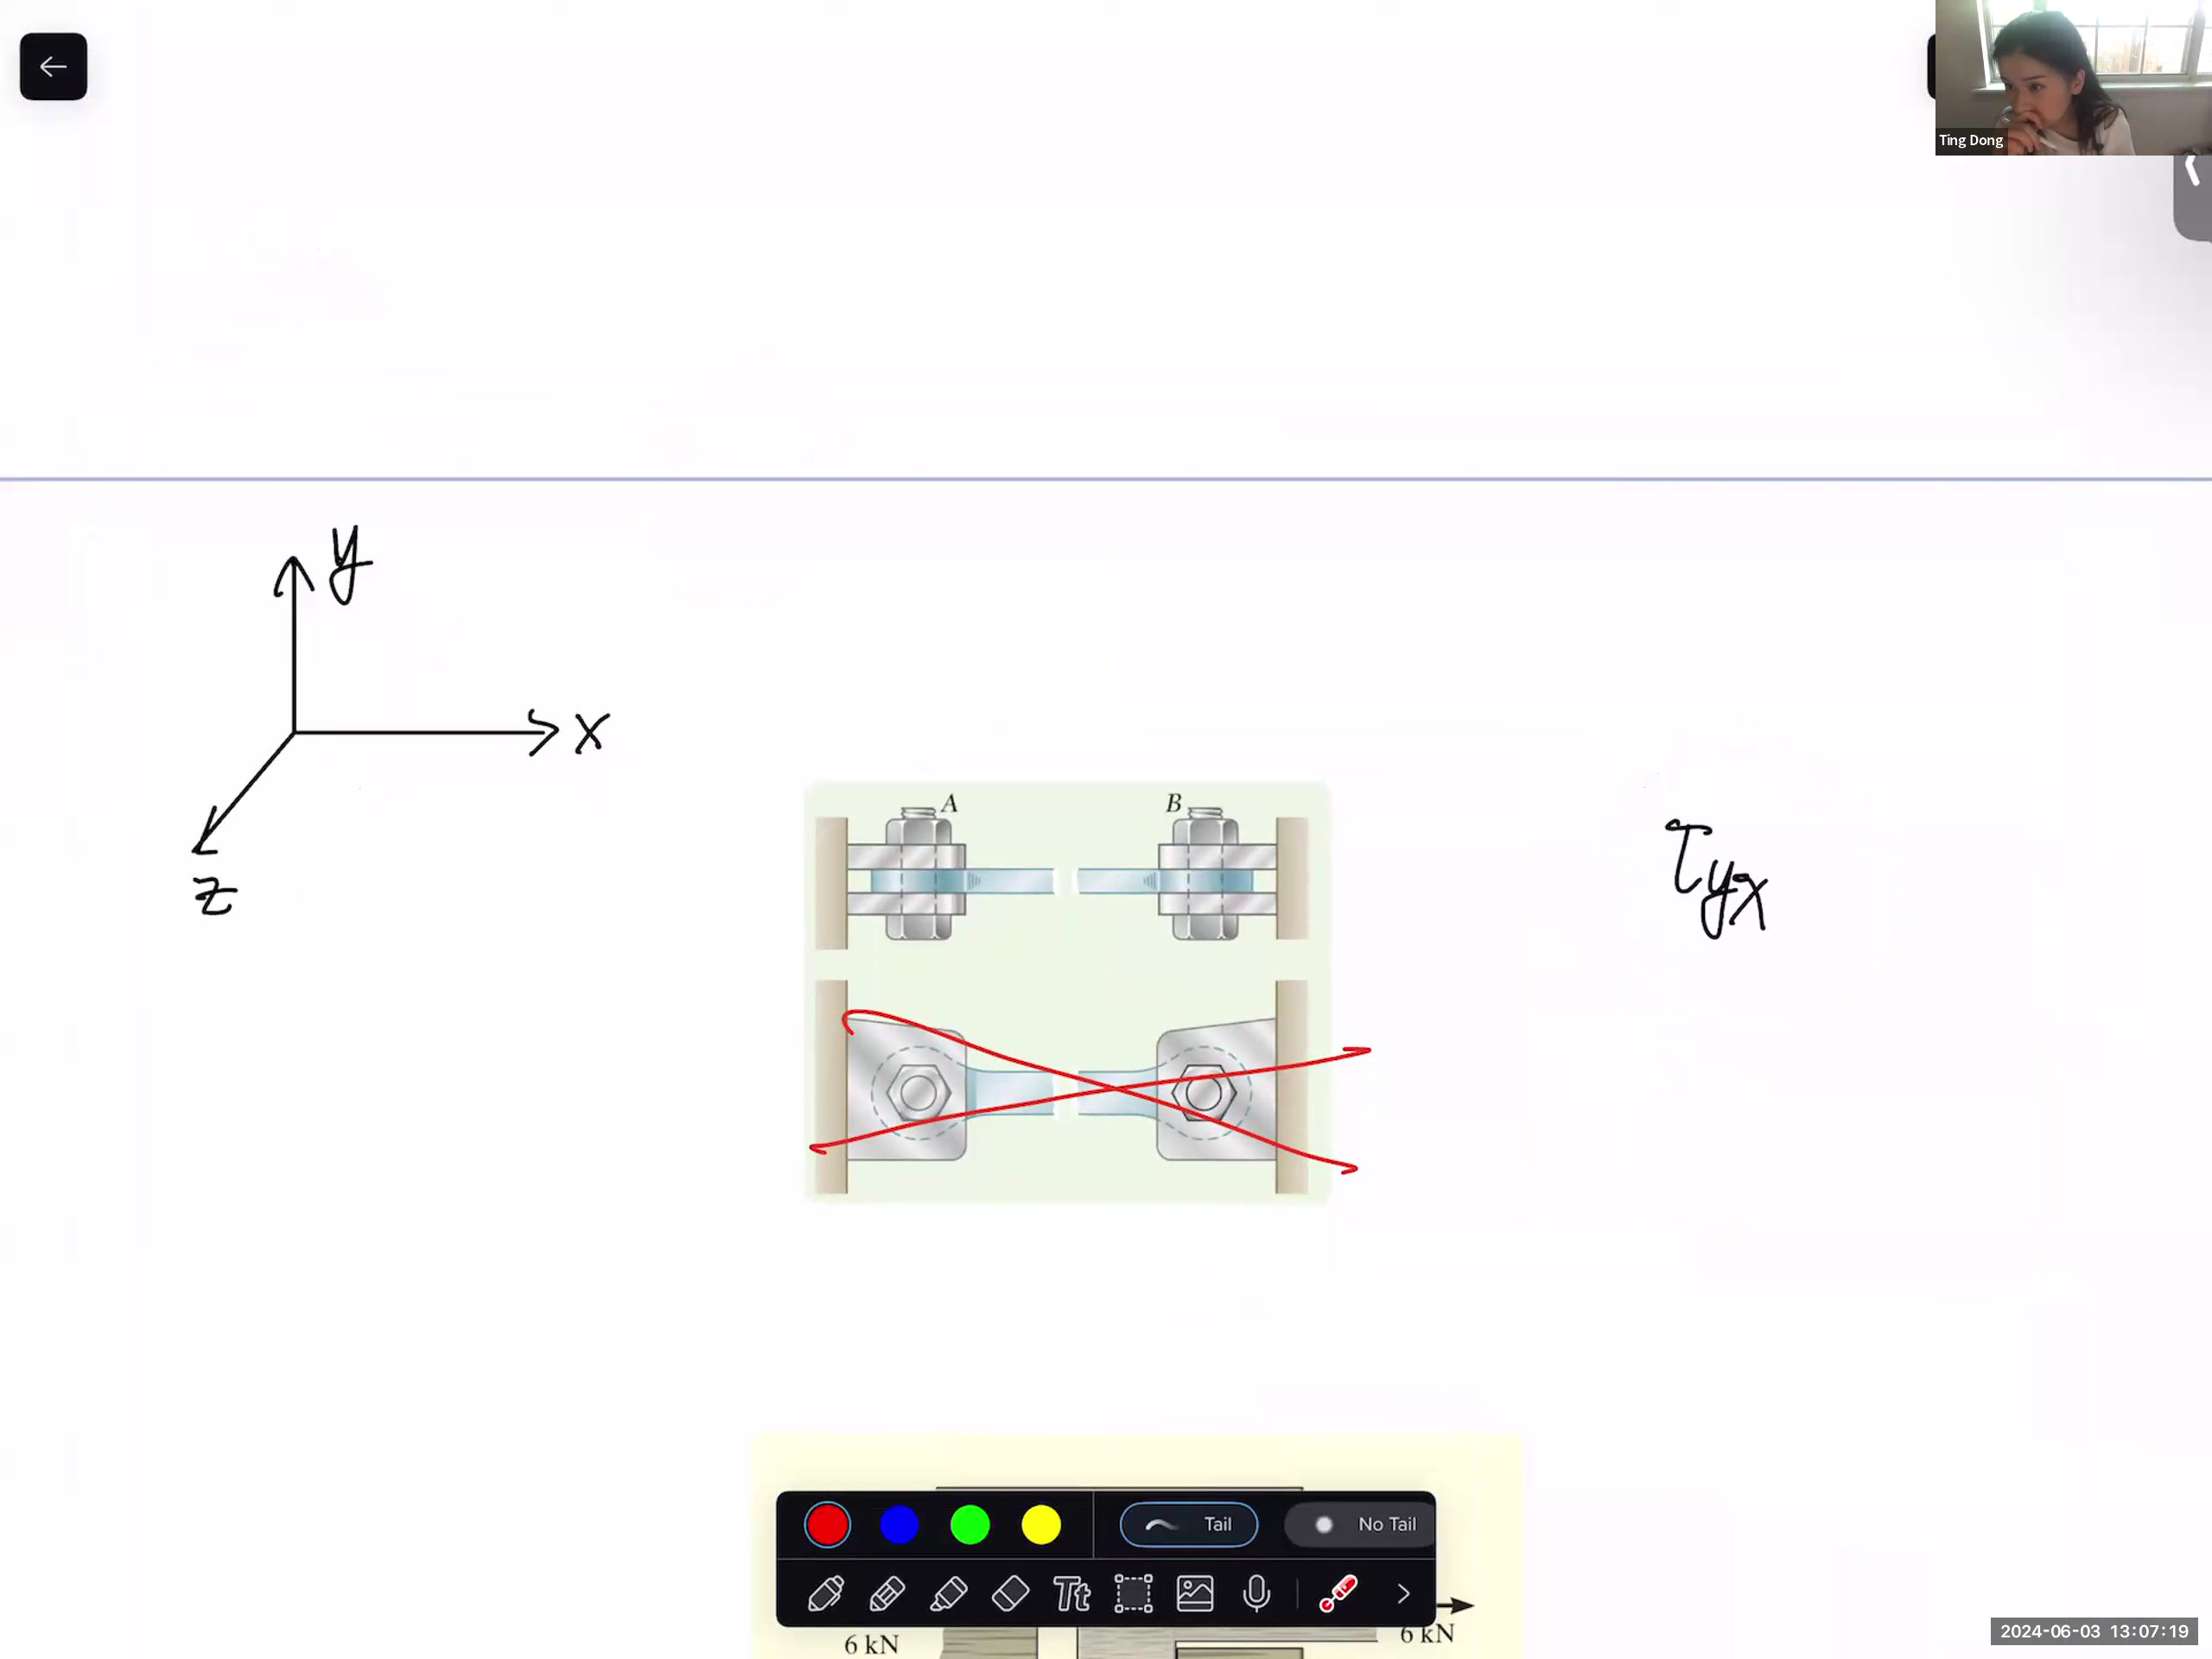 Ting Dong
y
x
z
A B
τyx
Tail No Tail
Tt
6 kN 6 kN
2024-06-03 13:07:19